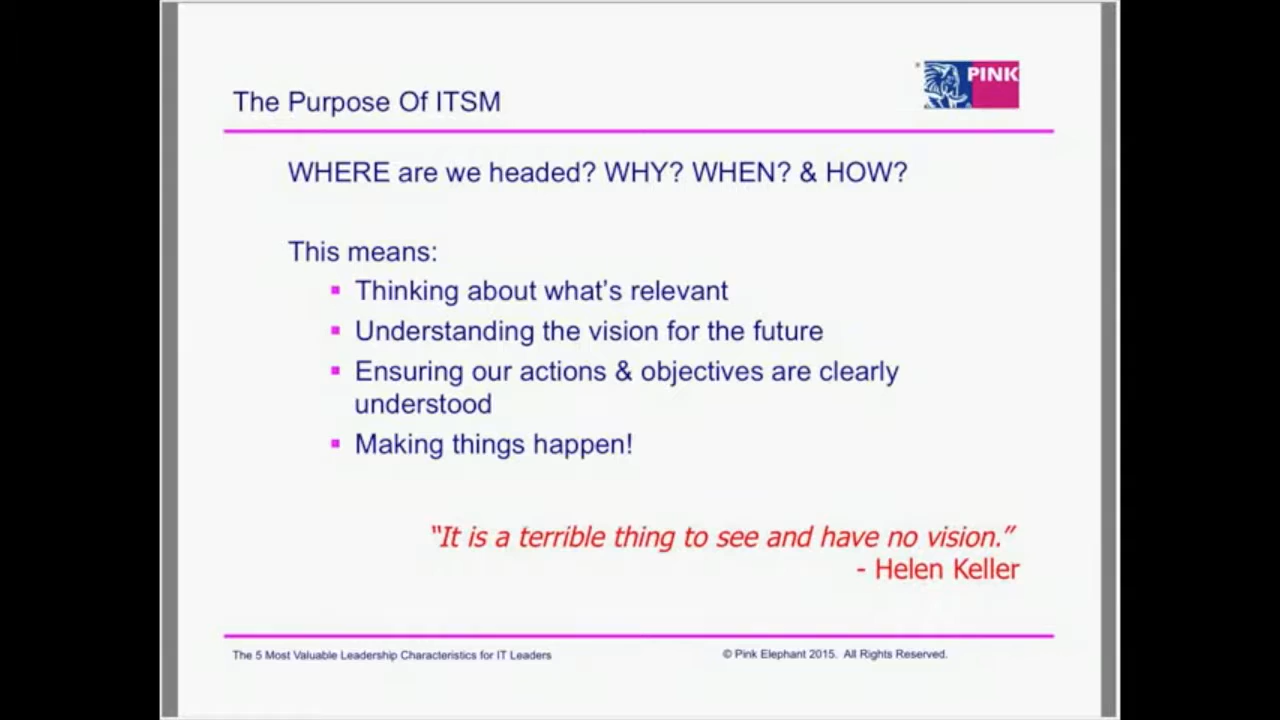 PINK
The Purpose Of ITSM
WHERE are we headed? WHY? WHEN? & HOW?
This means:
Thinking about what’s relevant
Understanding the vision for the future
Ensuring our actions & objectives are clearly
understood
Making things happen!
“It is a terrible thing to see and have no vision.”
- Helen Keller
The 5 Most Valuable Leadership Characteristics for IT Leaders
© Pink Elephant 2015. All Rights Reserved.